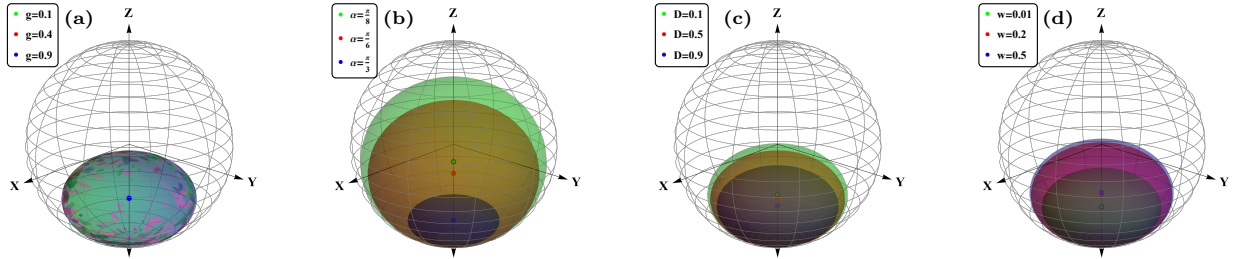 (a)
g=0.1
g=0.4
g=0.9
Z
X
Y
(b)
α=π/8
α=π/6
α=π/3
Z
X
Y
(c)
D=0.1
D=0.5
D=0.9
Z
X
Y
(d)
w=0.01
w=0.2
w=0.5
Z
X
Y